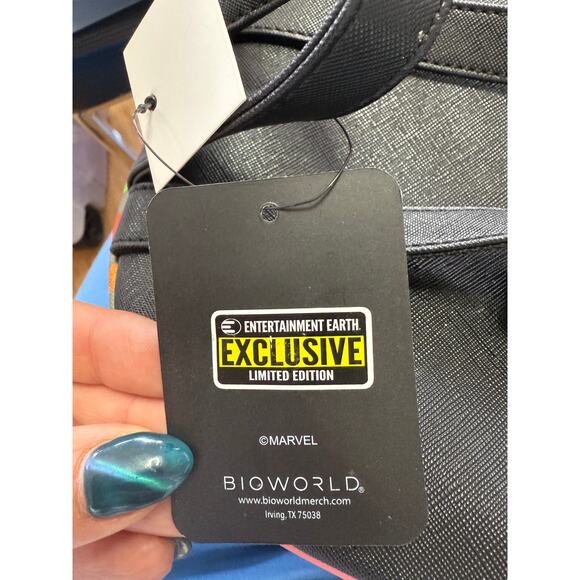 ENTERTAINMENT EARTH
EXCLUSIVE
LIMITED EDITION
©MARVEL
BIOWORLD®
www.bioworldmerch.com
Irving, TX 75038